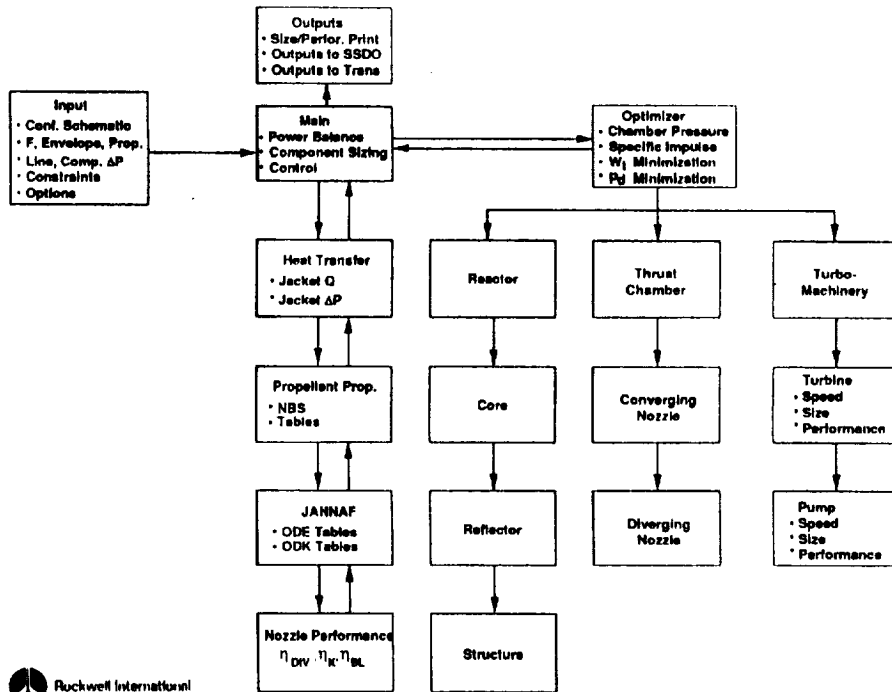 Outputs
• Size/Perfor. Print
• Outputs to SSDO
• Outputs to Trans
Input
• Conf. Schematic
• F, Envelope, Prop.
• Line, Comp. ΔP
• Constraints
• Options
Main
• Power Balance
• Component Sizing
• Control
Optimizer
• Chamber Pressure
• Specific Impulse
• Wt Minimization
• Pd Minimization
Heat Transfer
• Jacket Q
• Jacket ΔP
Reactor
Thrust
Chamber
Turbo-
Machinery
Propellent Prop.
• NBS
• Tables
Core
Converging
Nozzle
Turbine
• Speed
• Size
• Performance
JANNAF
• ODE Tables
• ODK Tables
Reflector
Diverging
Nozzle
Pump
• Speed
• Size
• Performance
Nozzle Performance
ηDIV, ηK, ηBL
Structure
Rockwell International